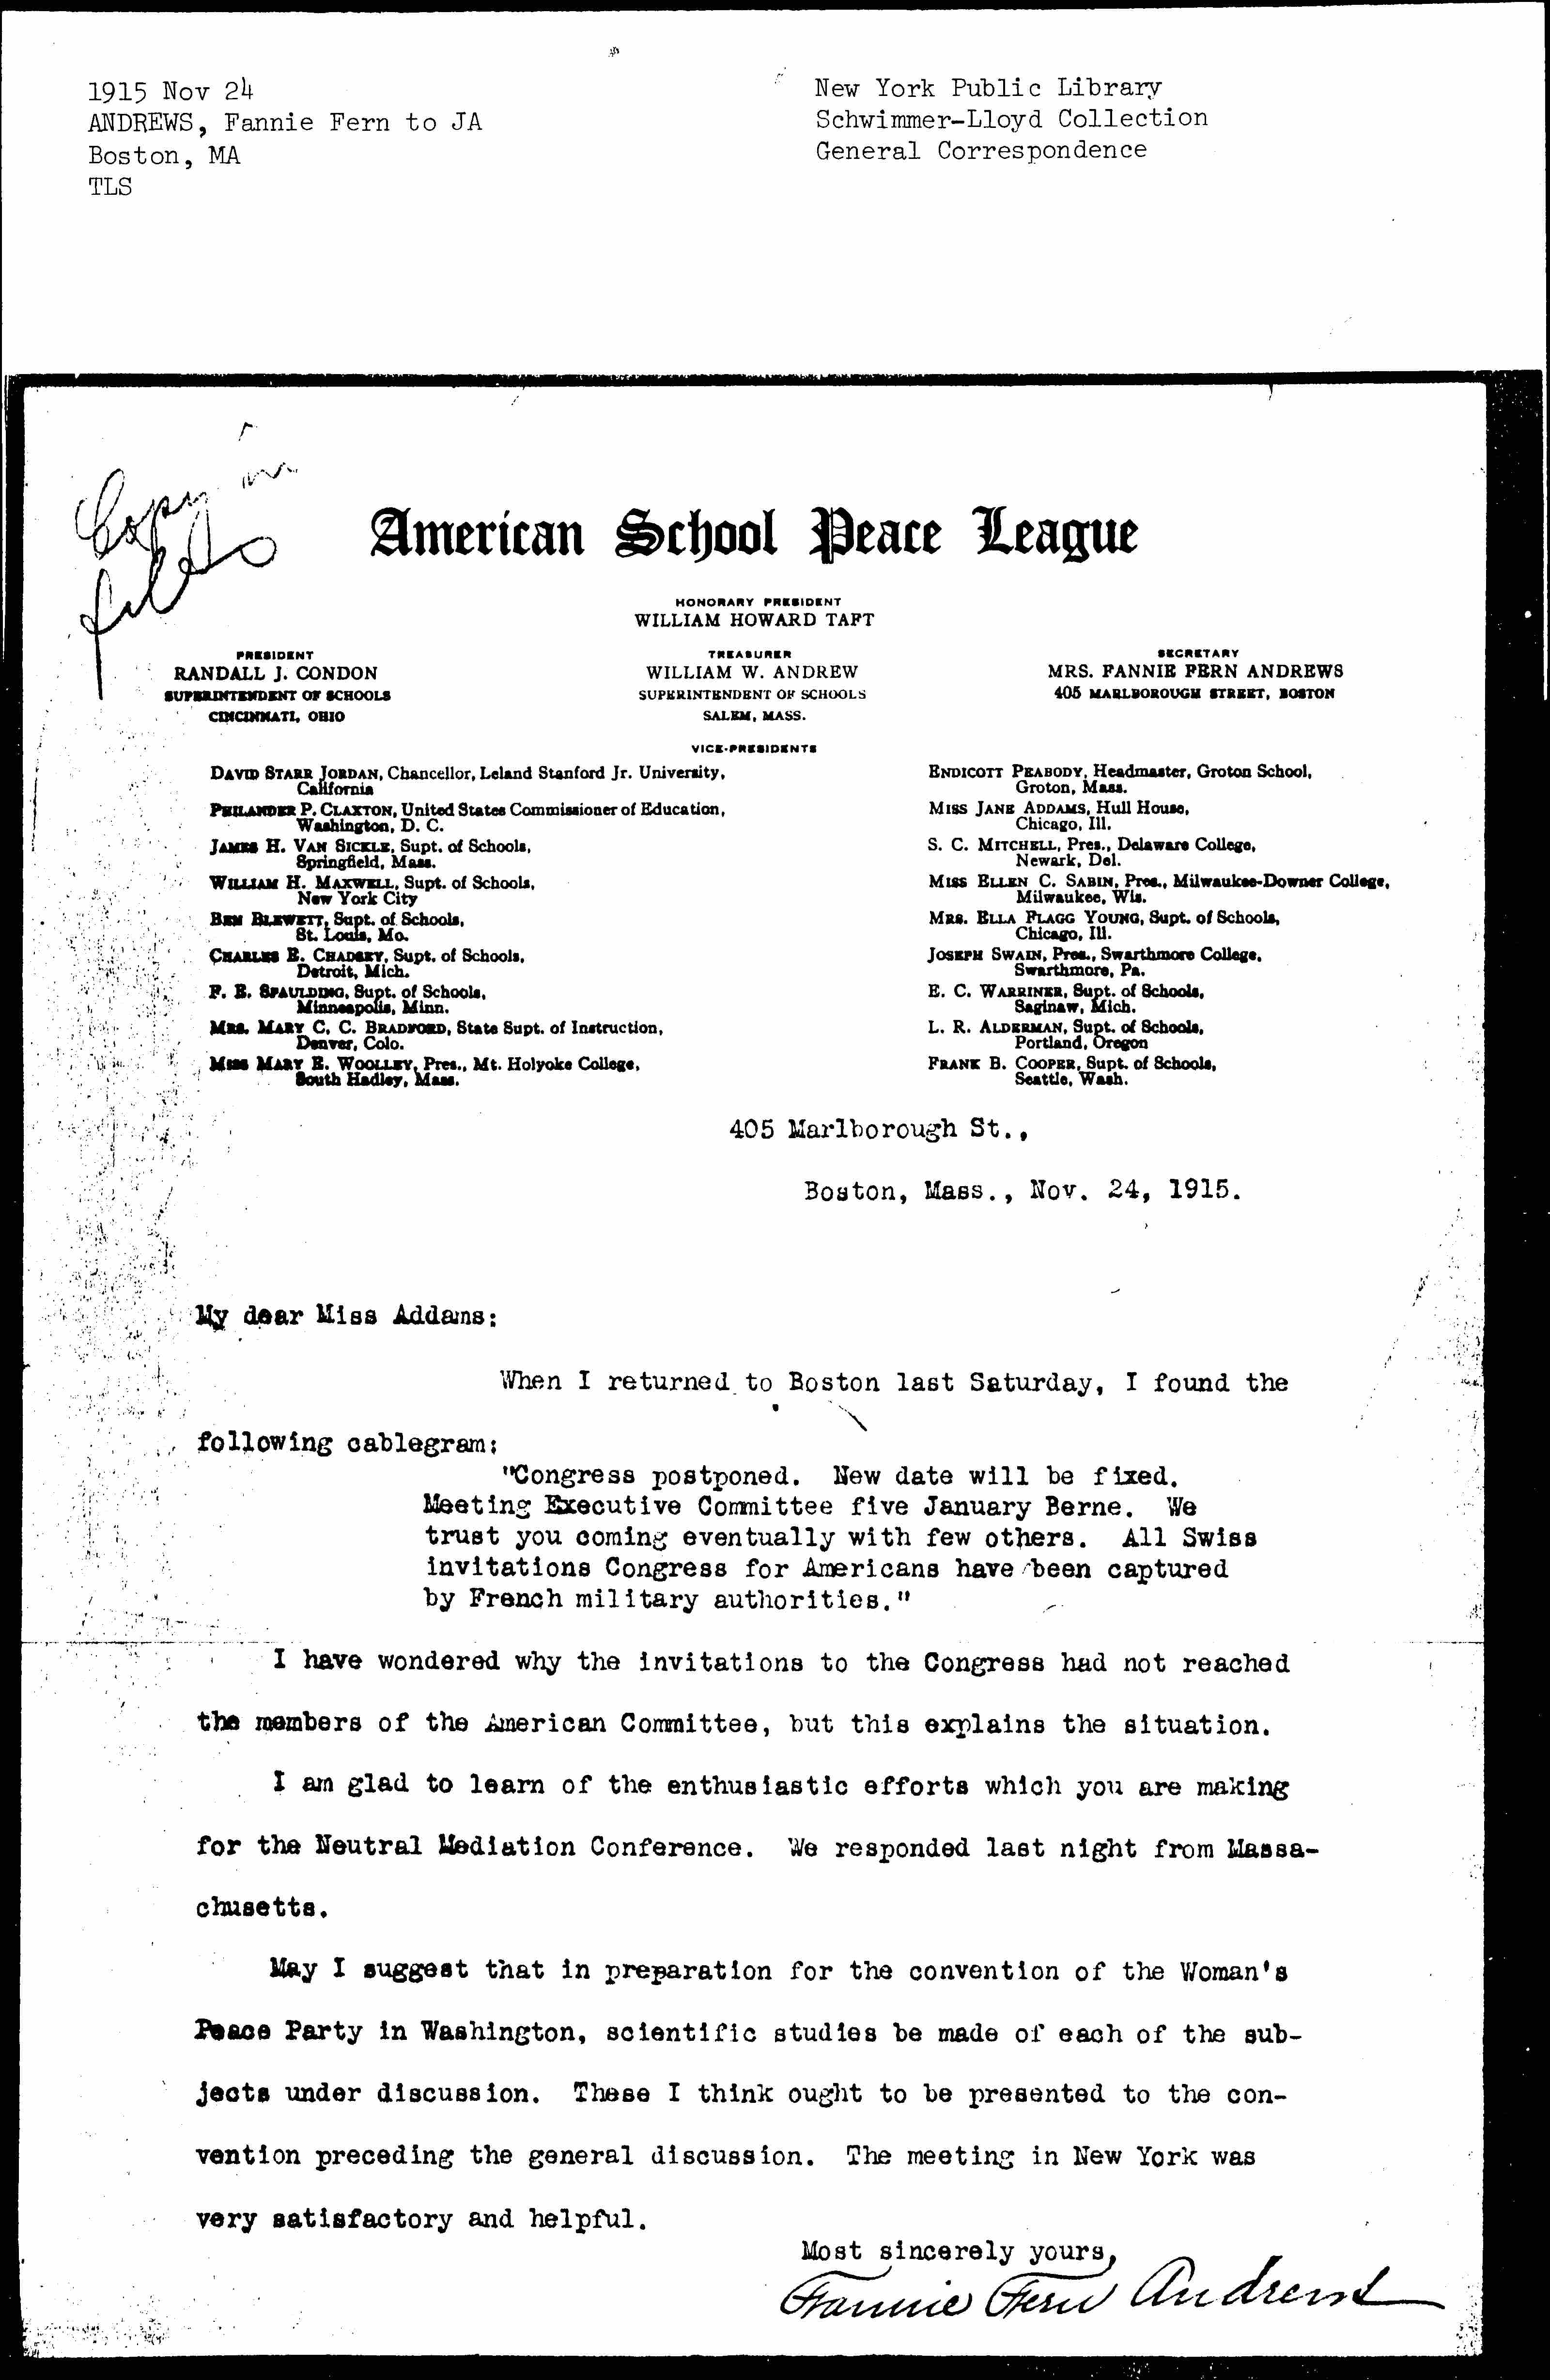 1915 Nov 24
ANDREWS, Fannie Fern to JA
Boston, MA
TLS
New York Public Library
Schwimmer-Lloyd Collection
General Correspondence
Copy in
files
American School Peace League
HONORARY PRESIDENT
WILLIAM HOWARD TAFT
PRESIDENT
RANDALL J. CONDON
SUPERINTENDENT OF SCHOOLS
CINCINNATI, OHIO
TREASURER
WILLIAM W. ANDREW
SUPERINTENDENT OF SCHOOLS
SALEM, MASS.
SECRETARY
MRS. FANNIE FERN ANDREWS
405 MARLBOROUGH STREET, BOSTON
VICE-PRESIDENTS
DAVID STARR JORDAN, Chancellor, Leland Stanford Jr. University,
California
PHILANDER P. CLAXTON, United States Commissioner of Education,
Washington, D. C.
JAMES H. VAN SICKLE, Supt. of Schools,
Springfield, Mass.
WILLIAM H. MAXWELL, Supt. of Schools,
New York City
BEN BLEWETT, Supt. of Schools,
St. Louis, Mo.
CHARLES E. CHADSEY, Supt. of Schools,
Detroit, Mich.
F. E. SPAULDING, Supt. of Schools,
Minneapolis, Minn.
MRS. MARY C. C. BRADFORD, State Supt. of Instruction,
Denver, Colo.
MISS MARY E. WOOLLEY, Pres., Mt. Holyoke College,
South Hadley, Mass.
ENDICOTT PEABODY, Headmaster, Groton School,
Groton, Mass.
MISS JANE ADDAMS, Hull House,
Chicago, Ill.
S. C. MITCHELL, Pres., Delaware College,
Newark, Del.
MISS ELLEN C. SABIN, Pres., Milwaukee-Downer College,
Milwaukee, Wis.
MRS. ELLA FLAGG YOUNG, Supt. of Schools,
Chicago, Ill.
JOSEPH SWAIN, Pres., Swarthmore College,
Swarthmore, Pa.
E. C. WARRINER, Supt. of Schools,
Saginaw, Mich.
L. R. ALDERMAN, Supt. of Schools,
Portland, Oregon
FRANK B. COOPER, Supt. of Schools,
Seattle, Wash.
405 Marlborough St.,
Boston, Mass., Nov. 24, 1915.
My dear Miss Addams:
When I returned to Boston last Saturday, I found the
following cablegram:
"Congress postponed. New date will be fixed.
Meeting Executive Committee five January Berne. We
trust you coming eventually with few others. All Swiss
invitations Congress for Americans have been captured
by French military authorities."
I have wondered why the invitations to the Congress had not reached
the members of the American Committee, but this explains the situation.
I am glad to learn of the enthusiastic efforts which you are making
for the Neutral Mediation Conference. We responded last night from Massa-
chusetts.
May I suggest that in preparation for the convention of the Woman's
Peace Party in Washington, scientific studies be made of each of the sub-
jects under discussion. These I think ought to be presented to the con-
vention preceding the general discussion. The meeting in New York was
very satisfactory and helpful.
Most sincerely yours,
Fannie Fern Andrews